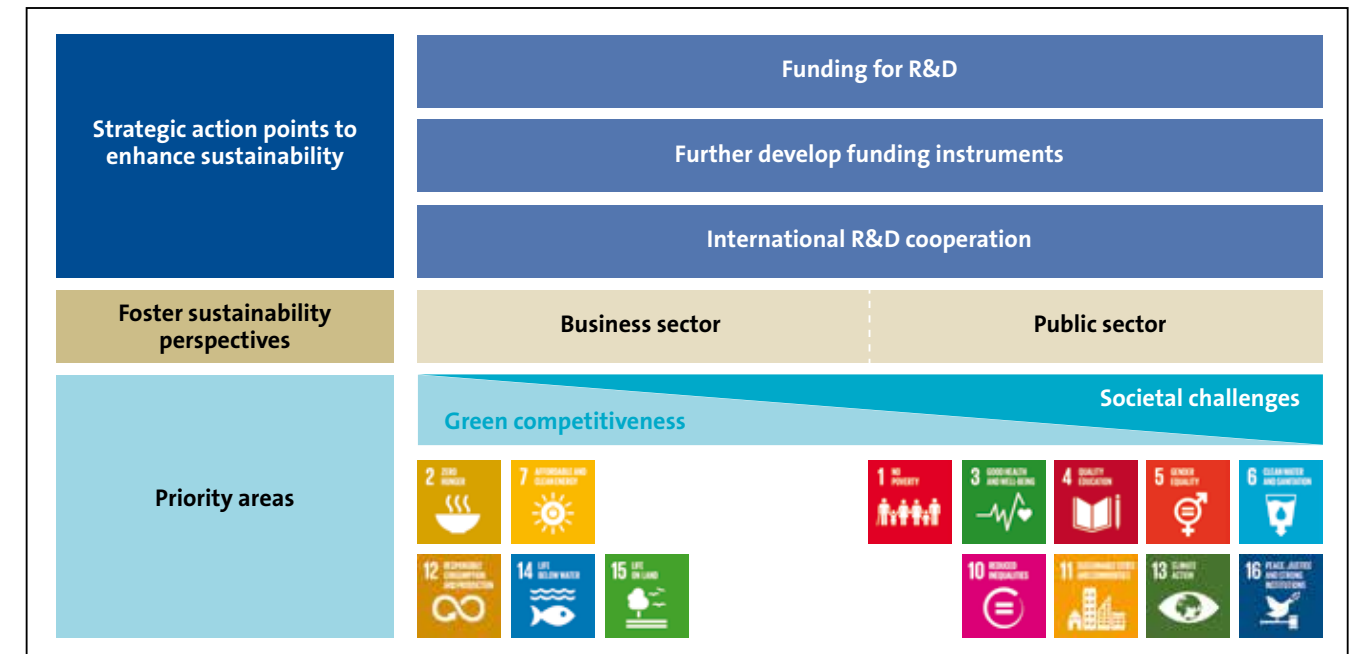 Strategic action points to
enhance sustainability
Funding for R&D
Further develop funding instruments
International R&D cooperation
Foster sustainability
perspectives
Business sector
Public sector
Priority areas
Green competitiveness
Societal challenges
2 ZERO
HUNGER
7 AFFORDABLE AND
CLEAN ENERGY
1 NO
POVERTY
3 GOOD HEALTH
AND WELL-BEING
4 QUALITY
EDUCATION
5 GENDER
EQUALITY
6 CLEAN WATER
AND SANITATION
12 RESPONSIBLE
CONSUMPTION
AND PRODUCTION
14 LIFE
BELOW WATER
15 LIFE
ON LAND
10 REDUCED
INEQUALITIES
11 SUSTAINABLE CITIES
AND COMMUNITIES
13 CLIMATE
ACTION
16 PEACE, JUSTICE
AND STRONG
INSTITUTIONS